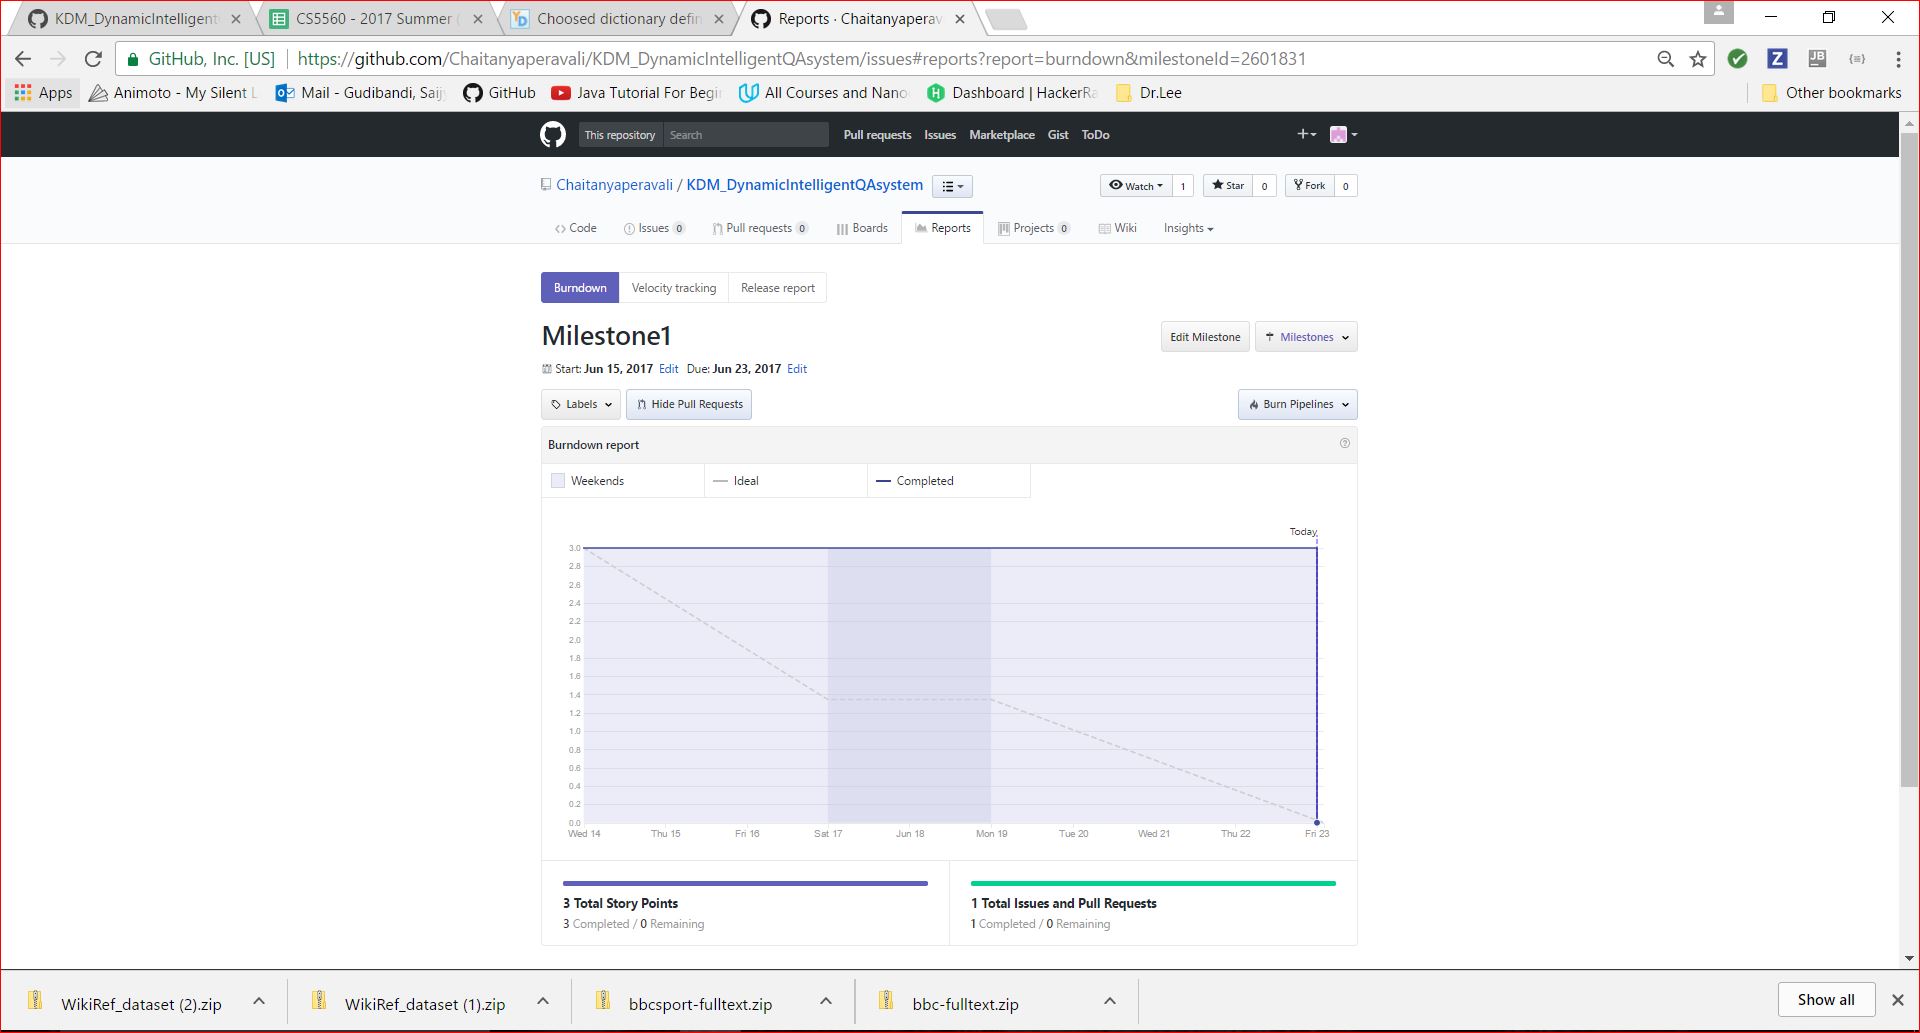 KDM_DynamicIntelligent
CS5560 - 2017 Summer (
Choosed dictionary defin
Reports · Chaitanyaperav
GitHub, Inc. [US]
https://github.com/Chaitanyaperavali/KDM_DynamicIntelligentQAsystem/issues#reports?report=burndown&milestoneId=2601831
Apps
Animoto - My Silent L
Mail - Gudibandi, Saij
GitHub
Java Tutorial For Begi
All Courses and Nano
Dashboard | HackerRa
Dr.Lee
Other bookmarks
This repository
Search
Pull requests
Issues
Marketplace
Gist
ToDo
Chaitanyaperavali / KDM_DynamicIntelligentQAsystem
Watch 1
Star 0
Fork 0
Code
Issues 0
Pull requests 0
Boards
Reports
Projects 0
Wiki
Insights
Burndown
Velocity tracking
Release report
Milestone1
Edit Milestone
Milestones
Start: Jun 15, 2017 Edit Due: Jun 23, 2017 Edit
Labels
Hide Pull Requests
Burn Pipelines
Burndown report
Weekends
Ideal
Completed
Today
3.0
2.8
2.6
2.4
2.2
2.0
1.8
1.6
1.4
1.2
1.0
0.8
0.6
0.4
0.2
0.0
Wed 14
Thu 15
Fri 16
Sat 17
Jun 18
Mon 19
Tue 20
Wed 21
Thu 22
Fri 23
3 Total Story Points
3 Completed / 0 Remaining
1 Total Issues and Pull Requests
1 Completed / 0 Remaining
WikiRef_dataset (2).zip
WikiRef_dataset (1).zip
bbcsport-fulltext.zip
bbc-fulltext.zip
Show all